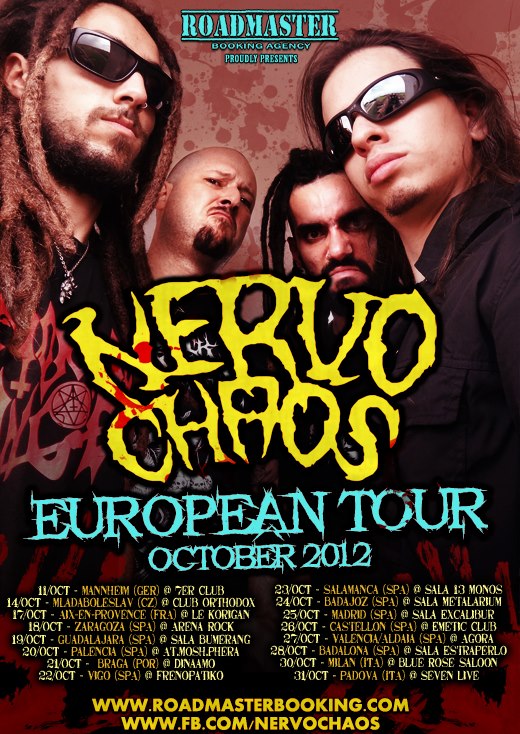 ROADMASTER
BOOKING AGENCY
PROUDLY PRESENTS
NERVO
CHAOS
EUROPEAN TOUR
OCTOBER 2012
11/OCT - MANNHEIM (GER) @ 7ER CLUB
14/OCT - MLADABOLESLAV (CZ) @ CLUB ORTHODOX
17/OCT - AIX-EN-PROVENCE (FRA) @ LE KORIGAN
18/OCT - ZARAGOZA (SPA) @ ARENA ROCK
19/OCT - GUADALAJARA (SPA) @ SALA BUMERANG
20/OCT - PALENCIA (SPA) @ AT.MOSH.PHERA
21/OCT - BRAGA (POR) @ DINAAMO
22/OCT - VIGO (SPA) @ FRENOPATIKO
23/OCT - SALAMANCA (SPA) @ SALA 13 MONOS
24/OCT - BADAJOZ (SPA) @ SALA METALARIUM
25/OCT - MADRID (SPA) @ SALA EXCALIBUR
26/OCT - CASTELLON (SPA) @ EMETIC CLUB
27/OCT - VALENCIA/ALDAIA (SPA) @ AGORA
28/OCT - BADALONA (SPA) @ SALA ESTRAPERLO
30/OCT - MILAN (ITA) @ BLUE ROSE SALOON
31/OCT - PADOVA (ITA) @ SEVEN LIVE
WWW.ROADMASTERBOOKING.COM
WWW.FB.COM/NERVOCHAOS